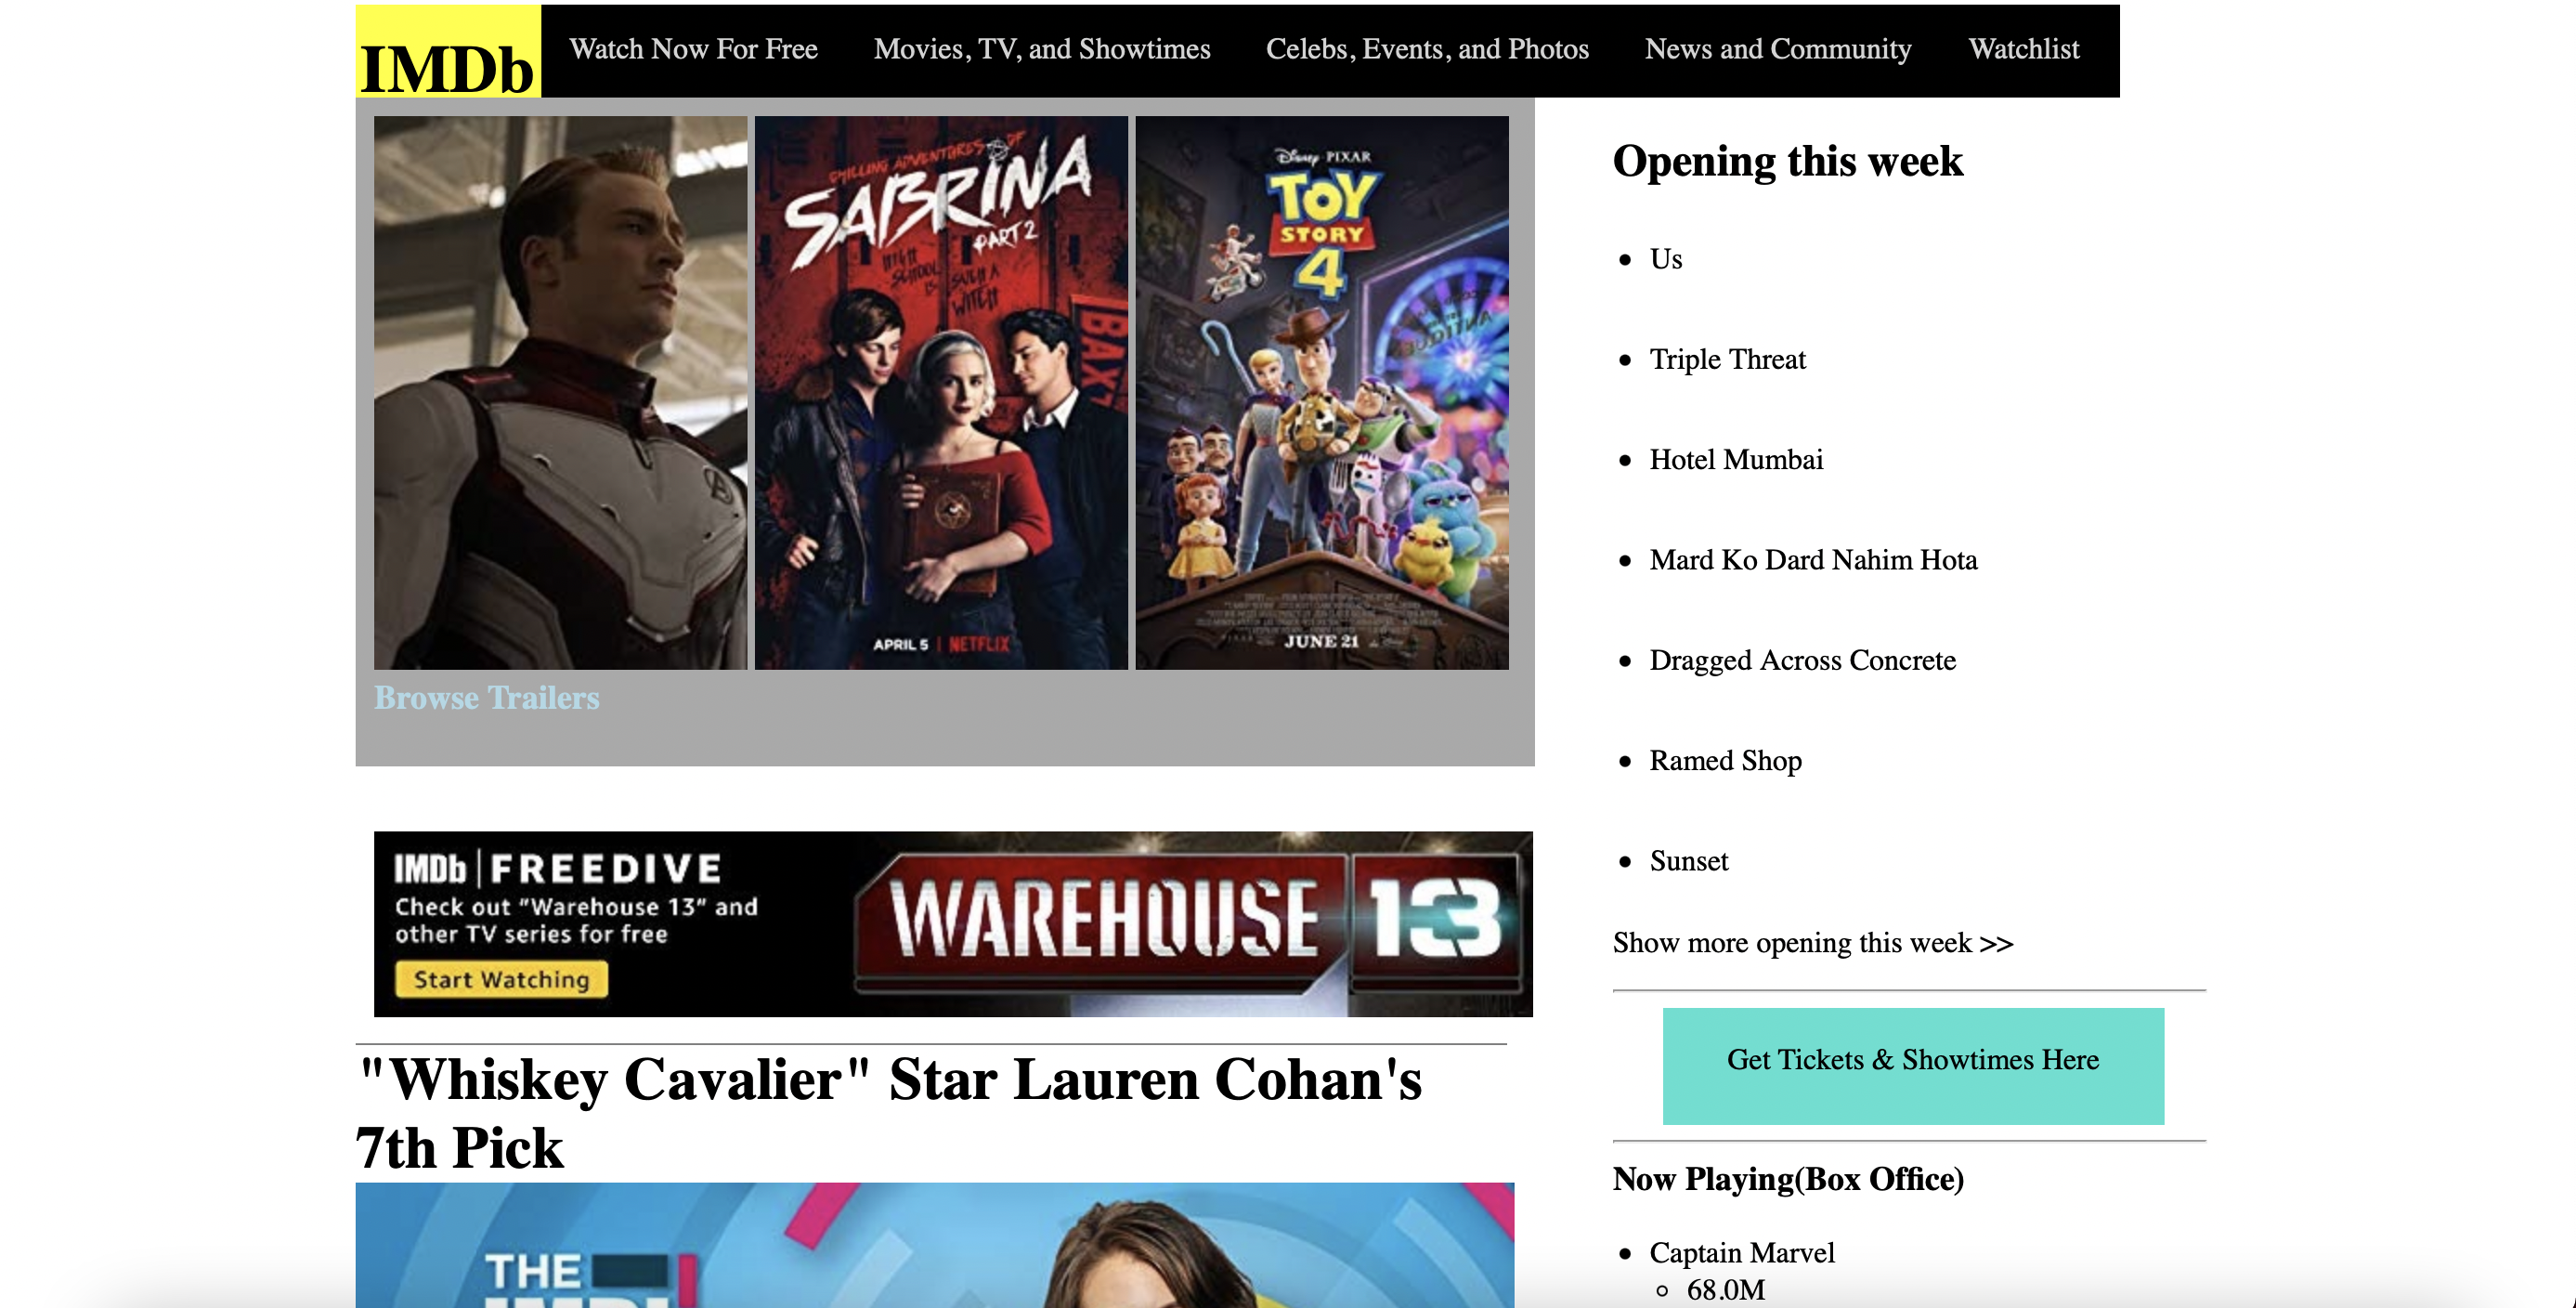 IMDb
Watch Now For Free
Movies, TV, and Showtimes
Celebs, Events, and Photos
News and Community
Watchlist
CHILLING ADVENTURES OF
SABRINA
PART 2
HIGH
SCHOOL
IS SUCH A
WITCH
BAXT
APRIL 5 | NETFLIX
Disney PIXAR
TOY
STORY
4
JUNE 21
Browse Trailers
IMDb | FREEDIVE
Check out "Warehouse 13" and
other TV series for free
Start Watching
WAREHOUSE 13
"Whiskey Cavalier" Star Lauren Cohan's
7th Pick
THE
Opening this week
Us
Triple Threat
Hotel Mumbai
Mard Ko Dard Nahim Hota
Dragged Across Concrete
Ramed Shop
Sunset
Show more opening this week >>
Get Tickets & Showtimes Here
Now Playing(Box Office)
Captain Marvel
68.0M